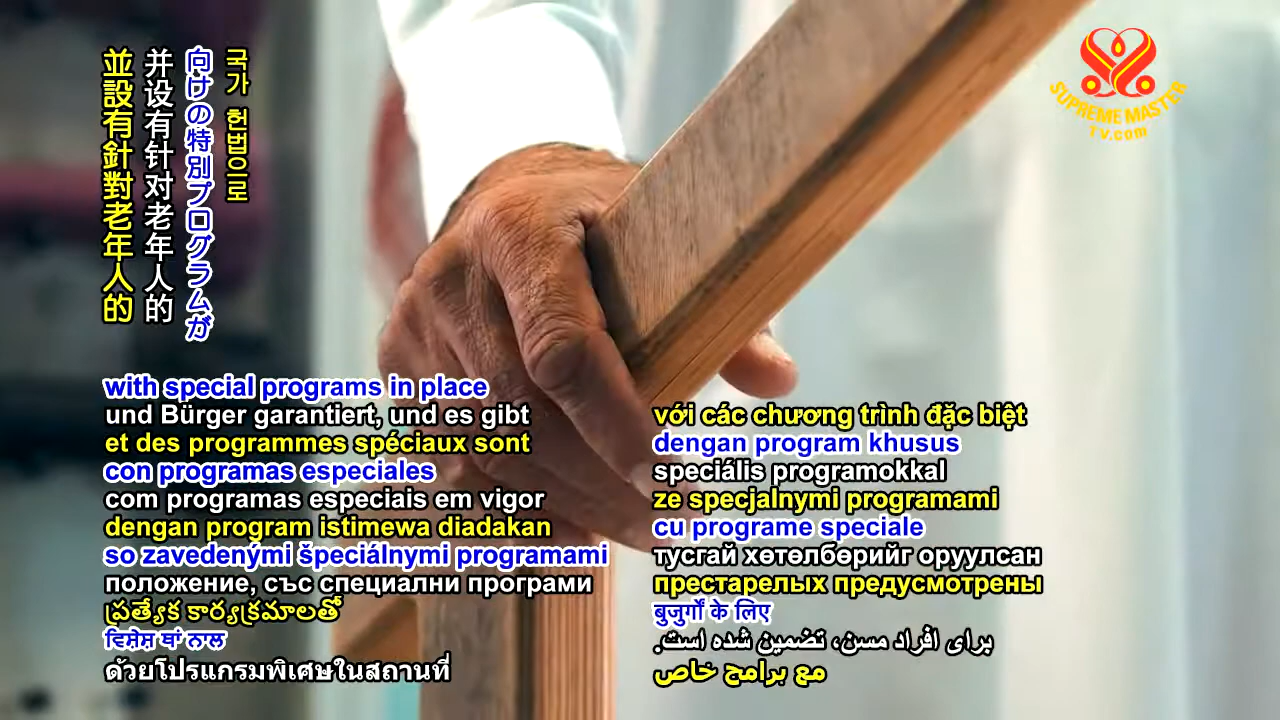 並設有針對老年人的
并设有针对老年人的
向けの特別プログラムが
국가 헌법으로
SUPREME MASTER
TV.com
with special programs in place
und Bürger garantiert, und es gibt
et des programmes spéciaux sont
con programas especiales
com programas especiais em vigor
dengan program istimewa diadakan
so zavedenými špeciálnymi programami
положение, със специални програми
ప్రత్యేక కార్యక్రమాలతో
ਵਿਸ਼ੇਸ਼ ਥਾਂ ਨਾਲ
ด้วยโปรแกรมพิเศษในสถานที่
với các chương trình đặc biệt
dengan program khusus
speciális programokkal
ze specjalnymi programami
cu programe speciale
тусгай хөтөлбөрийг оруулсан
престарелых предусмотрены
बुजुर्गों के लिए
برای افراد مسن، تضمین شده است.
مع برامج خاص